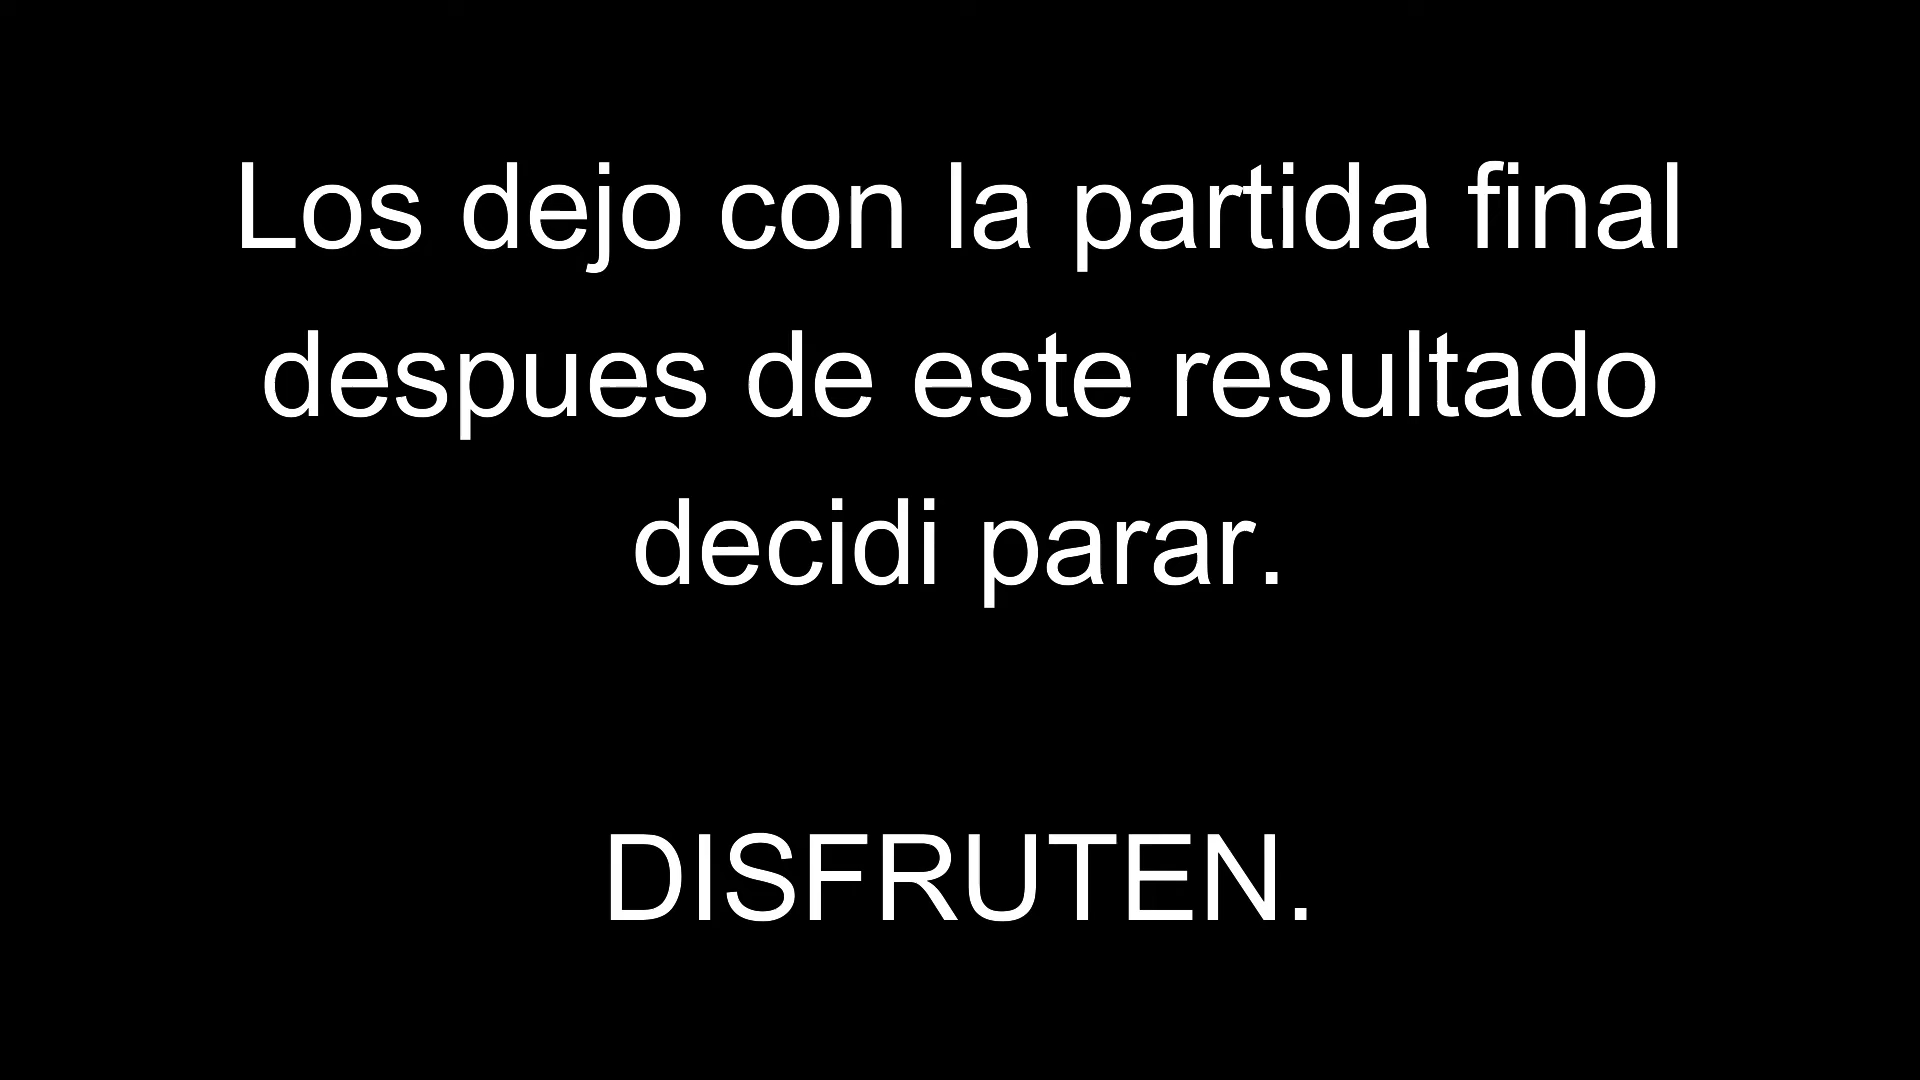 Los dejo con la partida final
despues de este resultado
decidi parar.
DISFRUTEN.